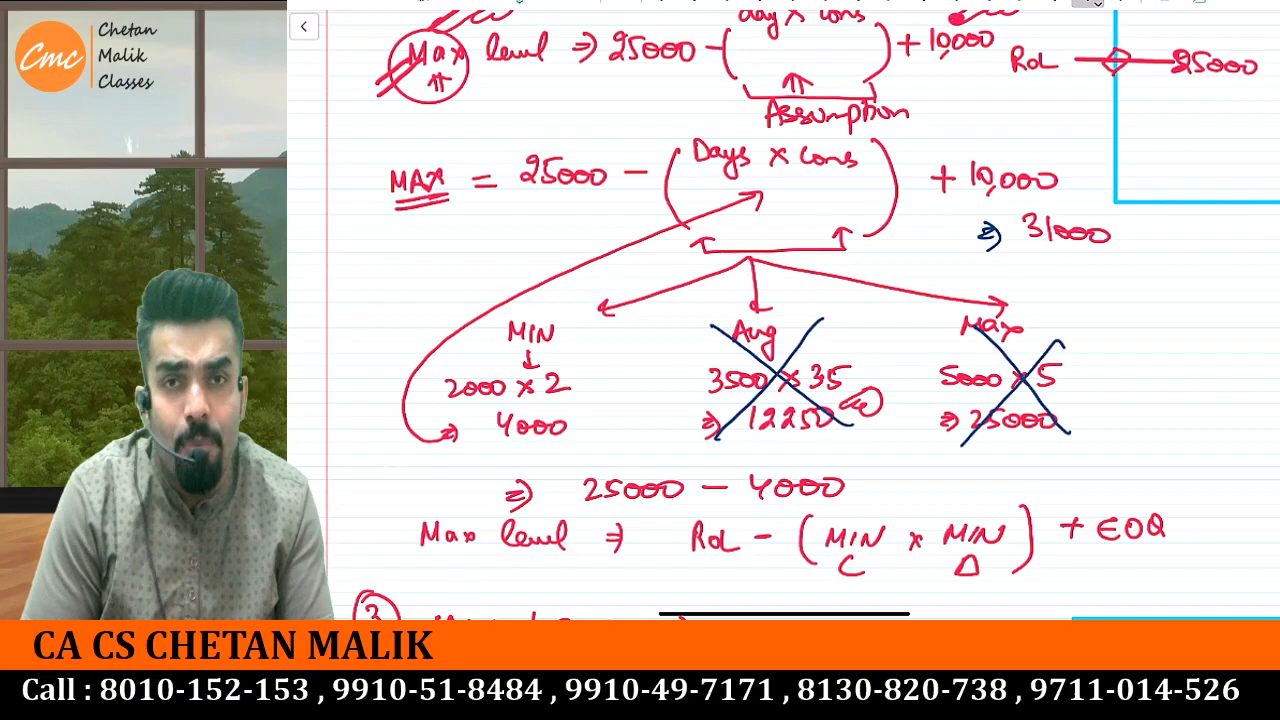 cmc
Chetan
Malik
Classes
day x cons
Max level ⇒ 25000 - ( ) + 10,000
ROL 25000
Assumption
MAX = 25000 - ( Days x Cons ) + 10,000
⇒ 31000
MIN Avg Max
2000 x 2 3500 x 35 5000 x 5
⇒ 4000 ⇒ 12250 ⇒ 25000
⇒ 25000 - 4000
Max level ⇒ ROL - ( MIN x MIN ) + EOQ
C D
3
CA CS CHETAN MALIK
Call : 8010-152-153 , 9910-51-8484 , 9910-49-7171 , 8130-820-738 , 9711-014-526